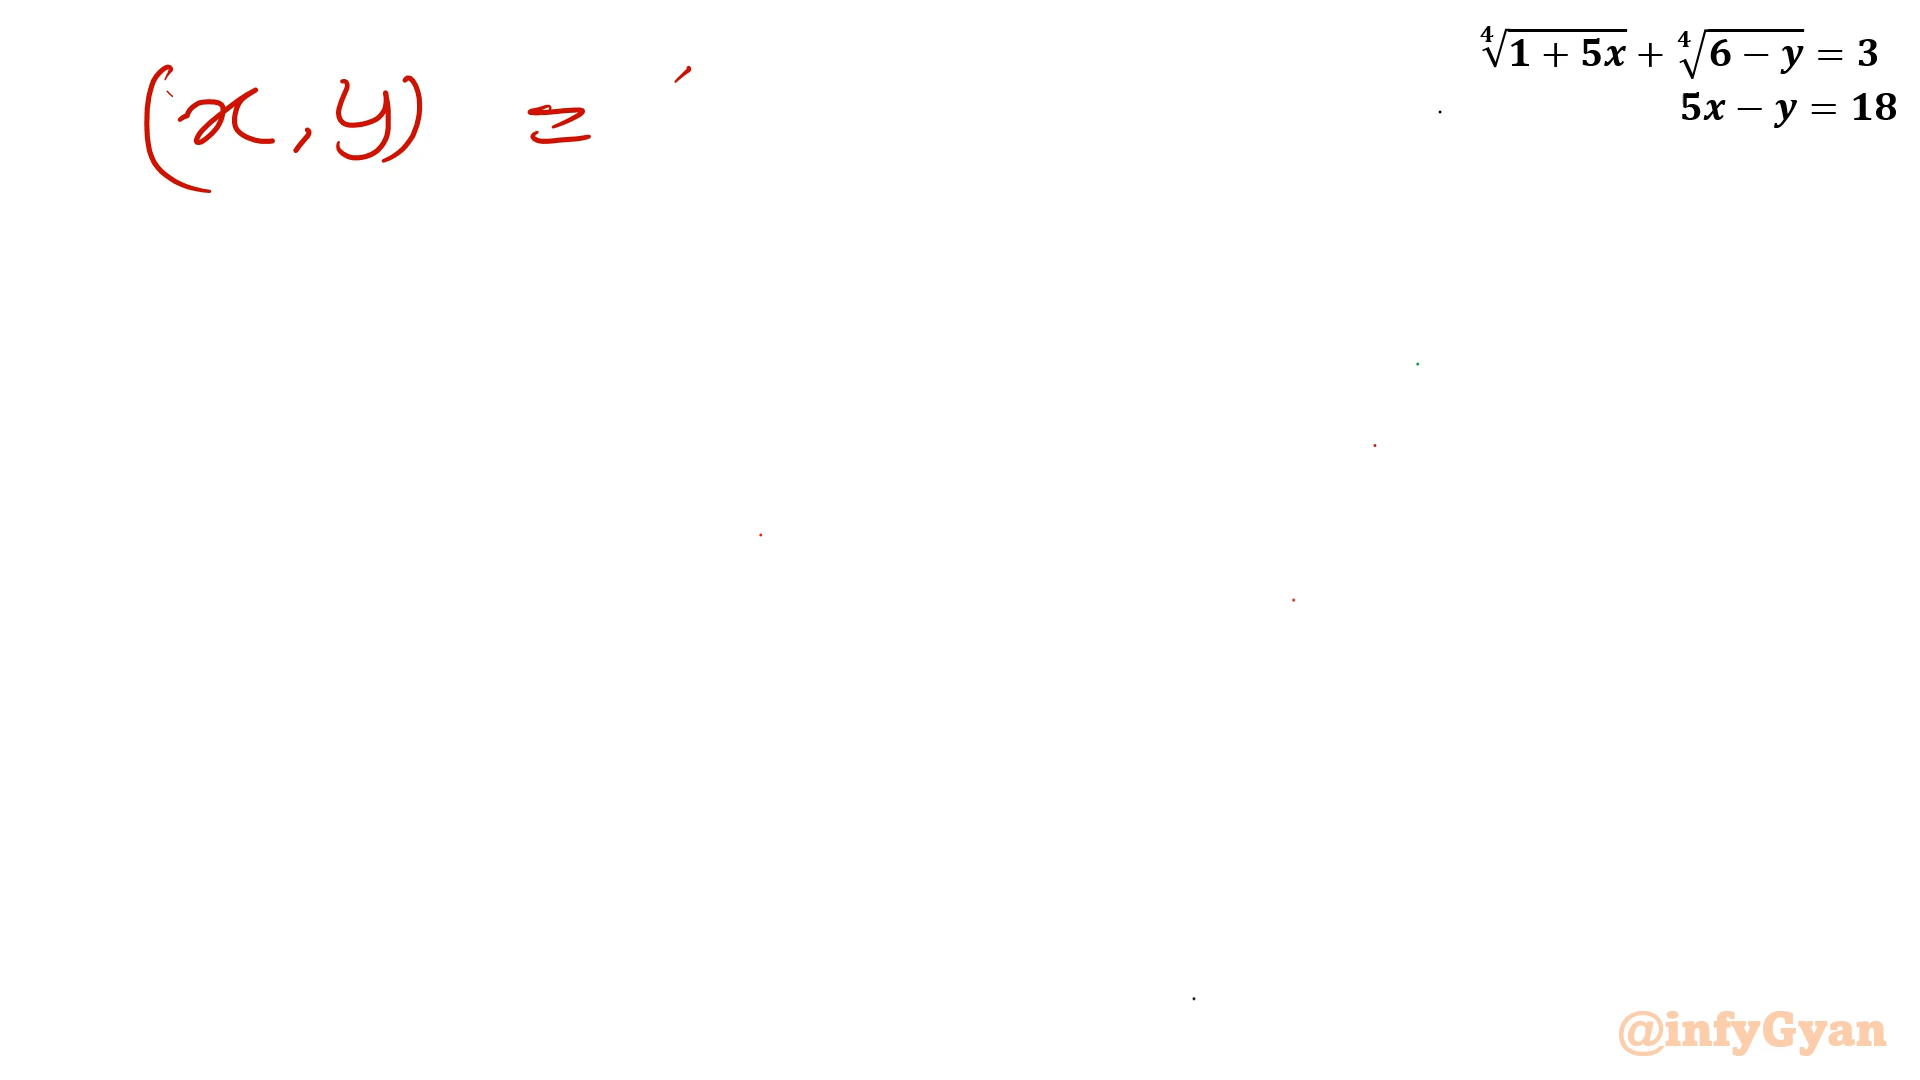 (x, y) =
∜(1 + 5x) + ∜(6 − y) = 3
5x − y = 18
@infyGyan